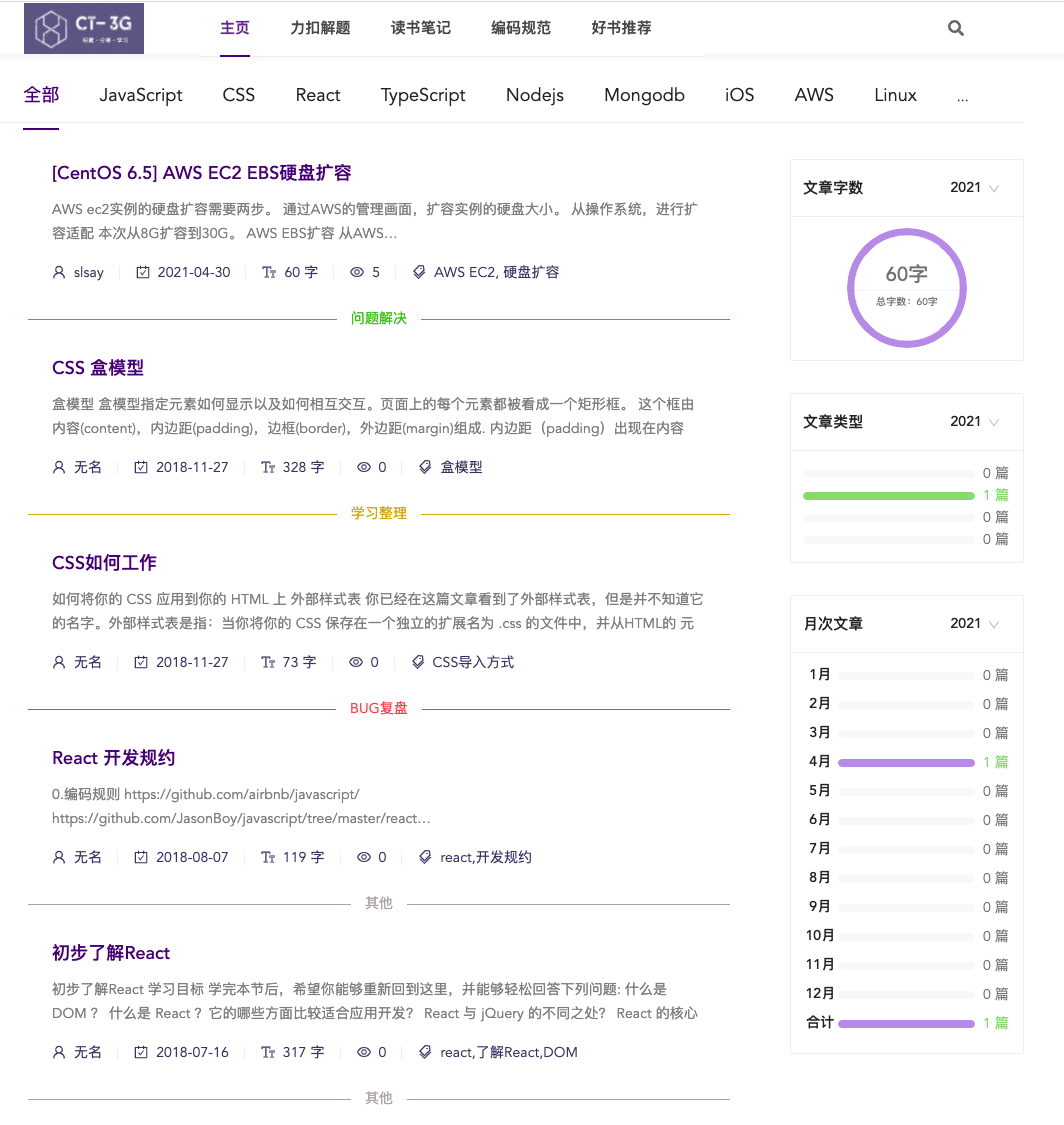 CT- 3G
积累·分享·学习
主页 力扣解题 读书笔记 编码规范 好书推荐
全部 JavaScript CSS React TypeScript Nodejs Mongodb iOS AWS Linux ...
[CentOS 6.5] AWS EC2 EBS硬盘扩容
AWS ec2实例的硬盘扩容需要两步。 通过AWS的管理画面，扩容实例的硬盘大小。 从操作系统，进行扩
容适配 本次从8G扩容到30G。 AWS EBS扩容 从AWS…
slsay 2021-04-30 60 字 5 AWS EC2, 硬盘扩容
问题解决
CSS 盒模型
盒模型 盒模型指定元素如何显示以及如何相互交互。页面上的每个元素都被看成一个矩形框。 这个框由
内容(content)，内边距(padding)，边框(border)，外边距(margin)组成. 内边距（padding）出现在内容
无名 2018-11-27 328 字 0 盒模型
学习整理
CSS如何工作
如何将你的 CSS 应用到你的 HTML 上 外部样式表 你已经在这篇文章看到了外部样式表，但是并不知道它
的名字。外部样式表是指：当你将你的 CSS 保存在一个独立的扩展名为 .css 的文件中，并从HTML的 元
无名 2018-11-27 73 字 0 CSS导入方式
BUG复盘
React 开发规约
0.编码规则 https://github.com/airbnb/javascript/
https://github.com/JasonBoy/javascript/tree/master/react…
无名 2018-08-07 119 字 0 react,开发规约
其他
初步了解React
初步了解React 学习目标 学完本节后，希望你能够重新回到这里，并能够轻松回答下列问题: 什么是
DOM ？ 什么是 React ？它的哪些方面比较适合应用开发？ React 与 jQuery 的不同之处？ React 的核心
无名 2018-07-16 317 字 0 react,了解React,DOM
其他
文章字数 2021
60字
总字数：60字
文章类型 2021
0 篇
1 篇
0 篇
0 篇
月次文章 2021
1月 0 篇
2月 0 篇
3月 0 篇
4月 1 篇
5月 0 篇
6月 0 篇
7月 0 篇
8月 0 篇
9月 0 篇
10月 0 篇
11月 0 篇
12月 0 篇
合计 1 篇